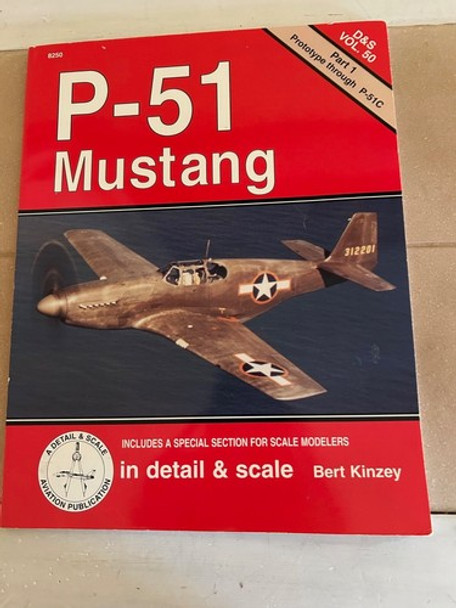 B250
D&S
VOL. 50
Part 1
Prototype through P-51C
P-51
Mustang
312201
INCLUDES A SPECIAL SECTION FOR SCALE MODELERS
A DETAIL & SCALE
AVIATION PUBLICATION
in detail & scale Bert Kinzey